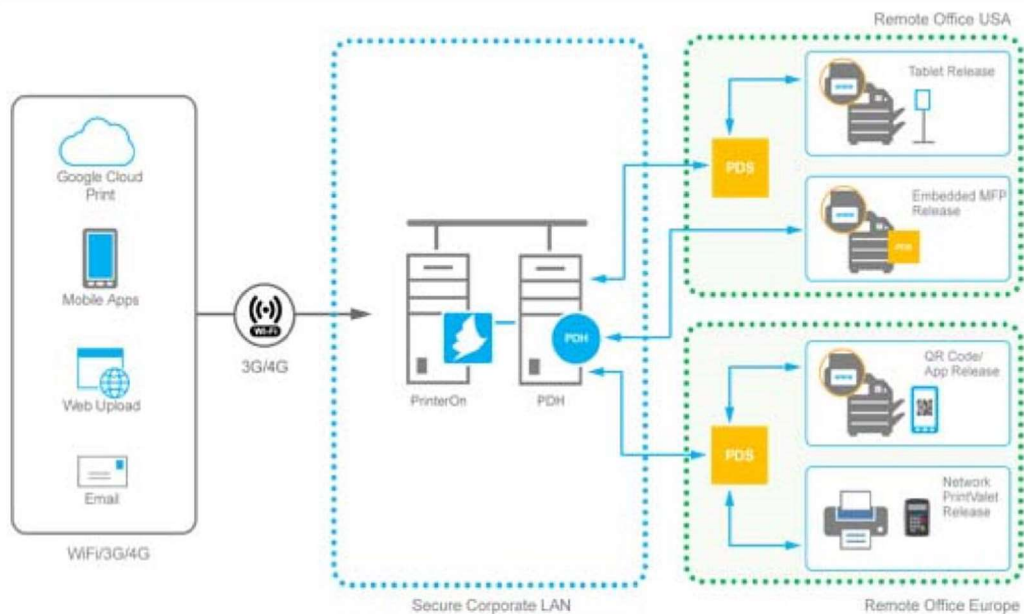 Remote Office USA
Google Cloud
Print
Mobile Apps
Web Upload
Email
WiFi/3G/4G
Wi-Fi
3G/4G
PrinterOn
PDH
PDH
Secure Corporate LAN
PDS
Tablet Release
Embedded MFP
Release
PDS
QR Code/
App Release
Network
PrintValet
Release
Remote Office Europe